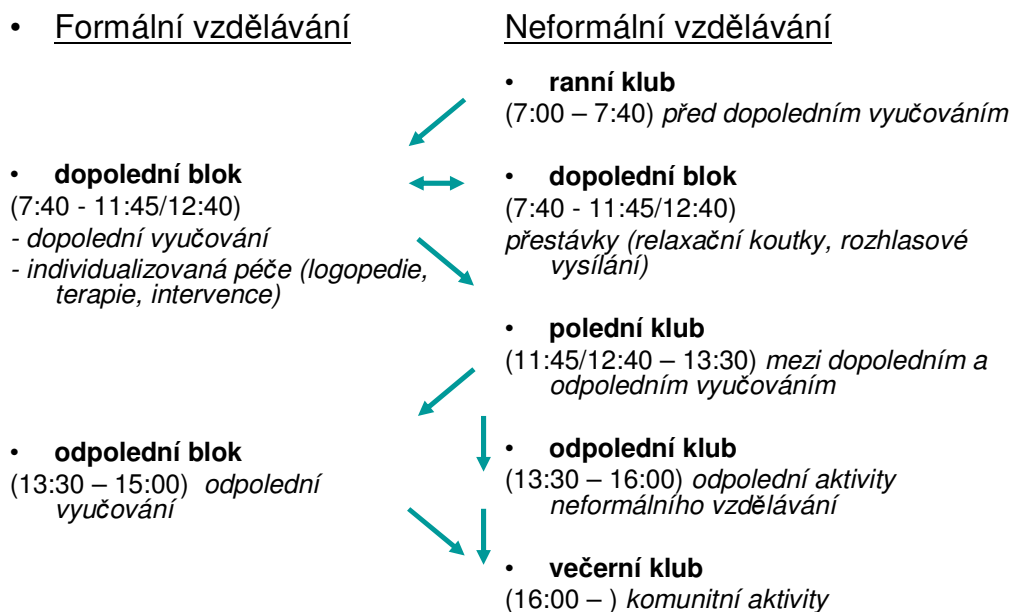 • Formální vzdělávání
Neformální vzdělávání
• ranní klub
(7:00 – 7:40) před dopoledním vyučováním
• dopolední blok
(7:40 - 11:45/12:40)
- dopolední vyučování
- individualizovaná péče (logopedie,
terapie, intervence)
• dopolední blok
(7:40 - 11:45/12:40)
přestávky (relaxační koutky, rozhlasové
vysílání)
• polední klub
(11:45/12:40 – 13:30) mezi dopoledním a
odpoledním vyučováním
• odpolední blok
(13:30 – 15:00) odpolední
vyučování
• odpolední klub
(13:30 – 16:00) odpolední aktivity
neformálního vzdělávání
• večerní klub
(16:00 – ) komunitní aktivity